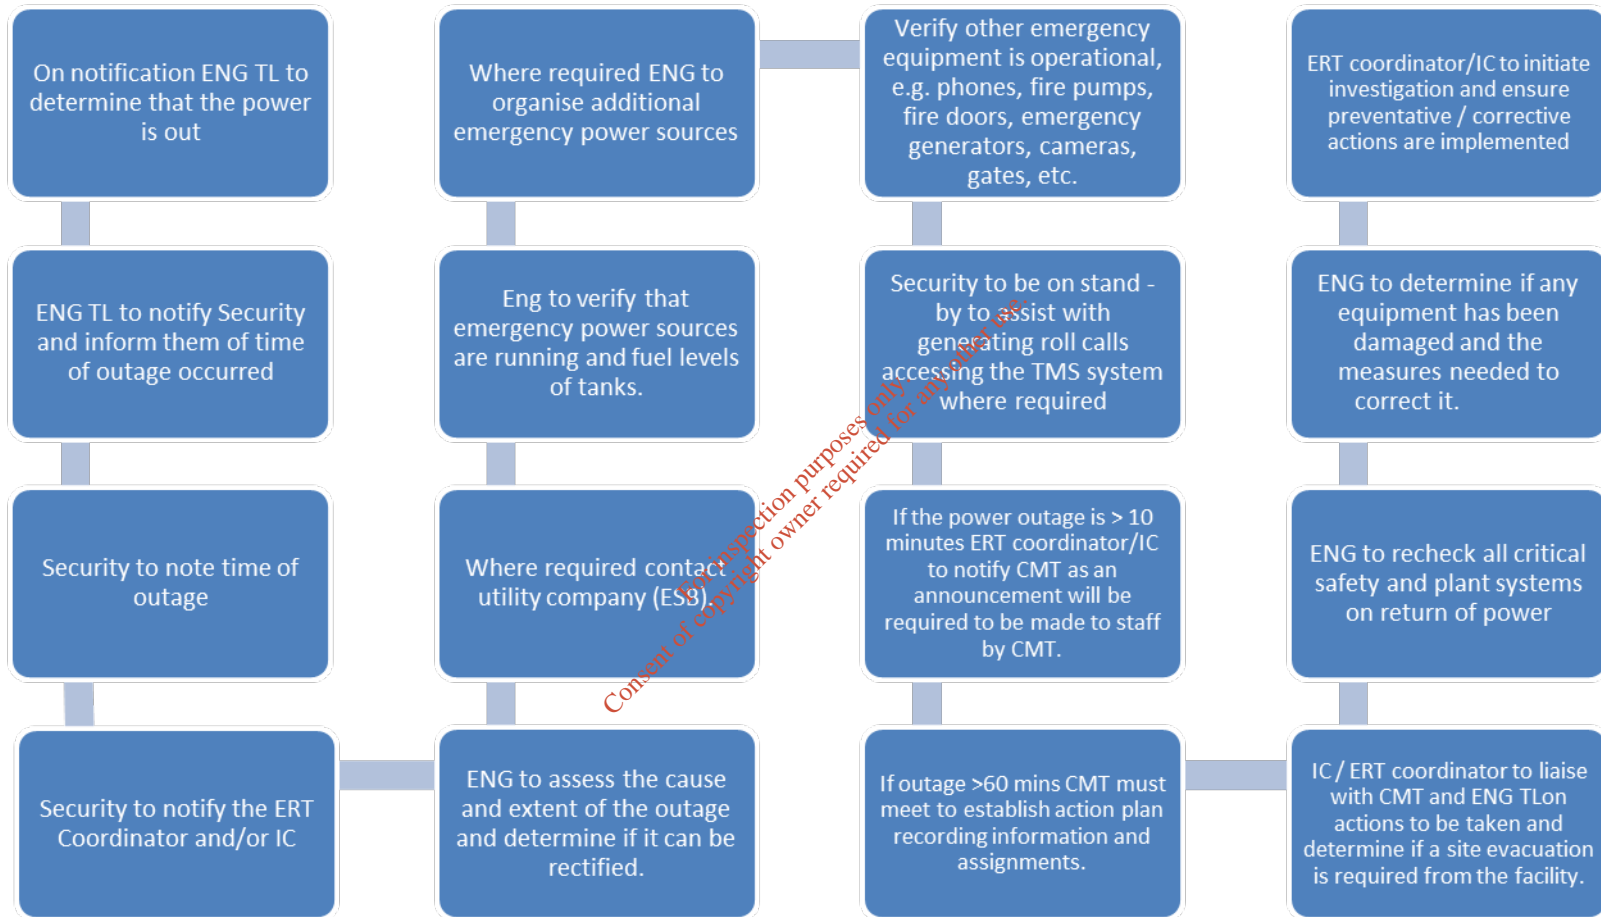 On notification ENG TL to
determine that the power
is out
ENG TL to notify Security
and inform them of time
of outage occurred
Security to note time of
outage
Security to notify the ERT
Coordinator and/or IC
ENG to assess the cause
and extent of the outage
and determine if it can be
rectified.
Where required contact
utility company (ESB).
Eng to verify that
emergency power sources
are running and fuel levels
of tanks.
Where required ENG to
organise additional
emergency power sources
Verify other emergency
equipment is operational,
e.g. phones, fire pumps,
fire doors, emergency
generators, cameras,
gates, etc.
Security to be on stand -
by to assist with
generating roll calls
accessing the TMS system
where required
If the power outage is > 10
minutes ERT coordinator/IC
to notify CMT as an
announcement will be
required to be made to staff
by CMT.
If outage >60 mins CMT must
meet to establish action plan
recording information and
assignments.
IC / ERT coordinator to liaise
with CMT and ENG TLon
actions to be taken and
determine if a site evacuation
is required from the facility.
ENG to recheck all critical
safety and plant systems
on return of power
ENG to determine if any
equipment has been
damaged and the
measures needed to
correct it.
ERT coordinator/IC to initiate
investigation and ensure
preventative / corrective
actions are implemented
For inspection purposes only.
Consent of copyright owner required for any other use.